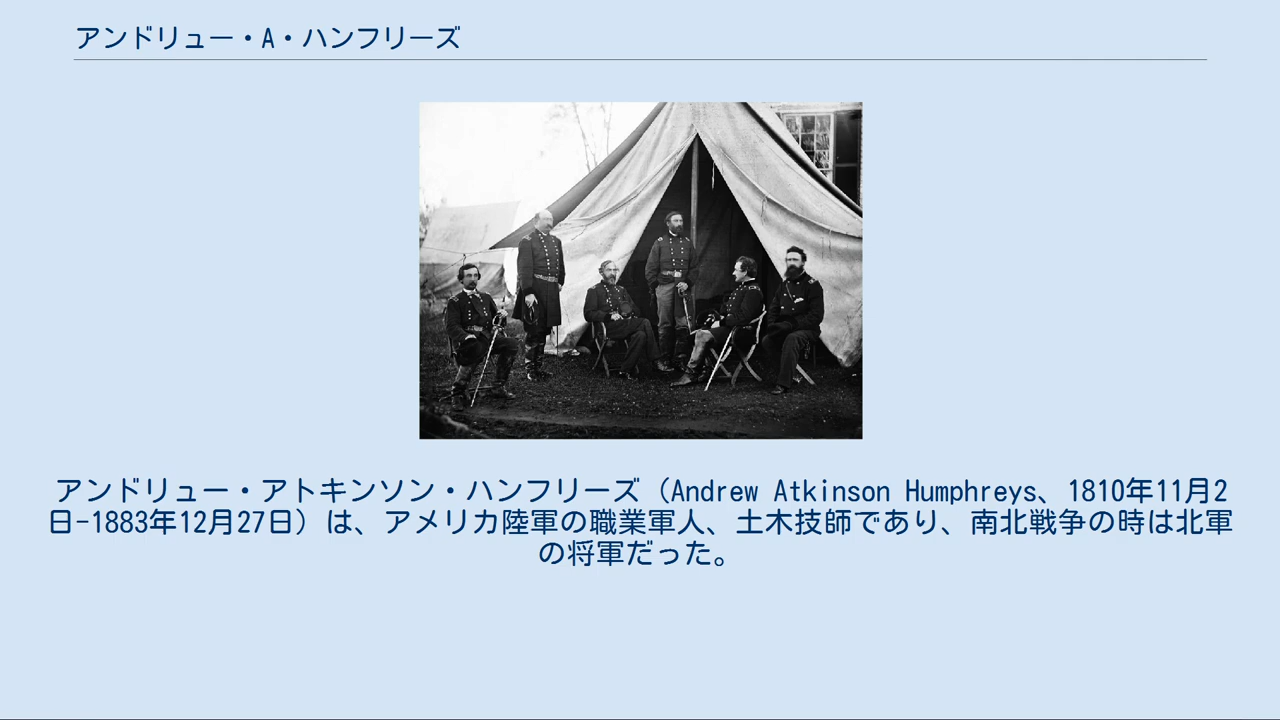 アンドリュー・A・ハンフリーズ
アンドリュー・アトキンソン・ハンフリーズ（Andrew Atkinson Humphreys、1810年11月2
日-1883年12月27日）は、アメリカ陸軍の職業軍人、土木技師であり、南北戦争の時は北軍
の将軍だった。